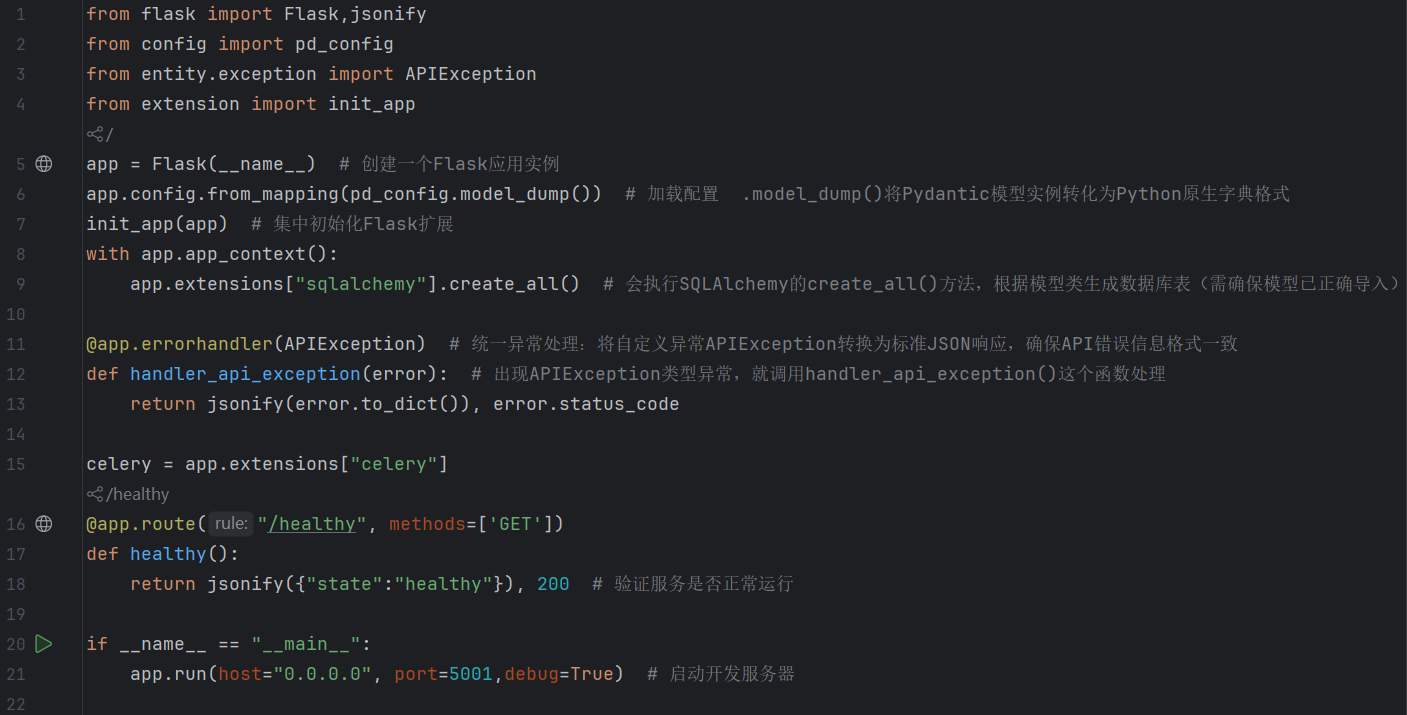 1 from flask import Flask,jsonify
2 from config import pd_config
3 from entity.exception import APIException
4 from extension import init_app
/
5 app = Flask(__name__)  # 创建一个Flask应用实例
6 app.config.from_mapping(pd_config.model_dump())  # 加载配置  .model_dump()将Pydantic模型实例转化为Python原生字典格式
7 init_app(app)  # 集中初始化Flask扩展
8 with app.app_context():
9     app.extensions["sqlalchemy"].create_all()  # 会执行SQLAlchemy的create_all()方法，根据模型类生成数据库表（需确保模型已正确导入）
10
11 @app.errorhandler(APIException)  # 统一异常处理：将自定义异常APIException转换为标准JSON响应，确保API错误信息格式一致
12 def handler_api_exception(error):  # 出现APIException类型异常，就调用handler_api_exception()这个函数处理
13     return jsonify(error.to_dict()), error.status_code
14
15 celery = app.extensions["celery"]
/healthy
16 @app.route( rule: "/healthy", methods=['GET'])
17 def healthy():
18     return jsonify({"state":"healthy"}), 200  # 验证服务是否正常运行
19
20 if __name__ == "__main__":
21     app.run(host="0.0.0.0", port=5001,debug=True)  # 启动开发服务器
22